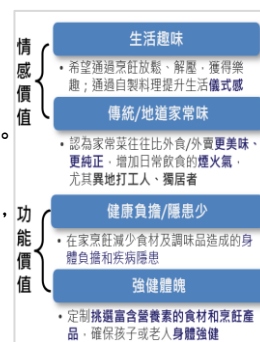 情感價值
生活趣味
• 希望通過烹飪放鬆、解壓，獲得樂
趣；通過自製料理提升生活儀式感
傳統/地道家常味
• 認為家常菜往往比外食/外賣更美味、
更純正，增加日常飲食的煙火氣，
尤其異地打工人、獨居者
。
，
功能價值
健康負擔/隱患少
• 在家烹飪減少食材及調味品造成的身
體負擔和疾病隱患
強健體魄
• 定制挑選富含營養素的食材和烹飪產
品，確保孩子或老人身體強健